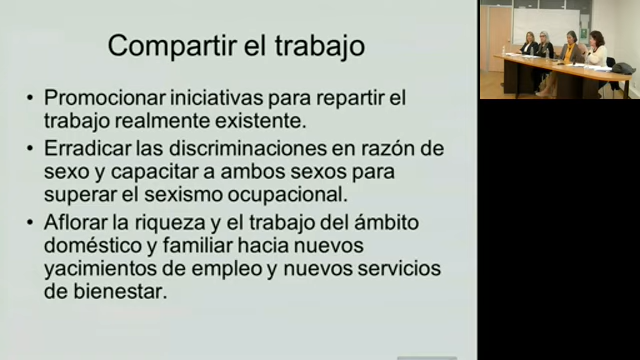 Compartir el trabajo
• Promocionar iniciativas para repartir el
trabajo realmente existente.
• Erradicar las discriminaciones en razón de
sexo y capacitar a ambos sexos para
superar el sexismo ocupacional.
• Aflorar la riqueza y el trabajo del ámbito
doméstico y familiar hacia nuevos
yacimientos de empleo y nuevos servicios
de bienestar.